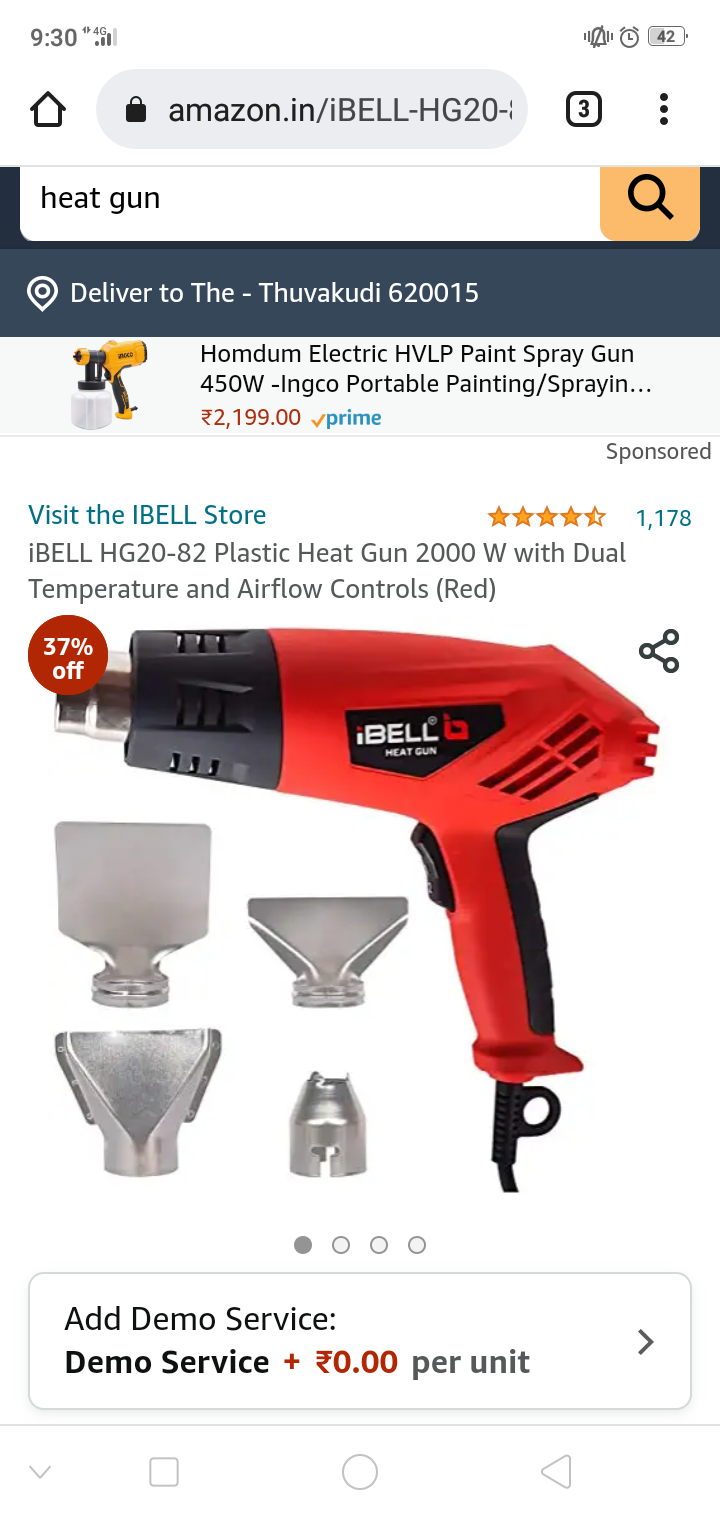 9:30 4G 42
amazon.in/iBELL-HG20-8 3
heat gun
Deliver to The - Thuvakudi 620015
INGCO
Homdum Electric HVLP Paint Spray Gun
450W -Ingco Portable Painting/Sprayin...
₹2,199.00 prime
Sponsored
Visit the IBELL Store 1,178
iBELL HG20-82 Plastic Heat Gun 2000 W with Dual
Temperature and Airflow Controls (Red)
37%
off
iBELL®
HEAT GUN
Add Demo Service:
Demo Service + ₹0.00 per unit